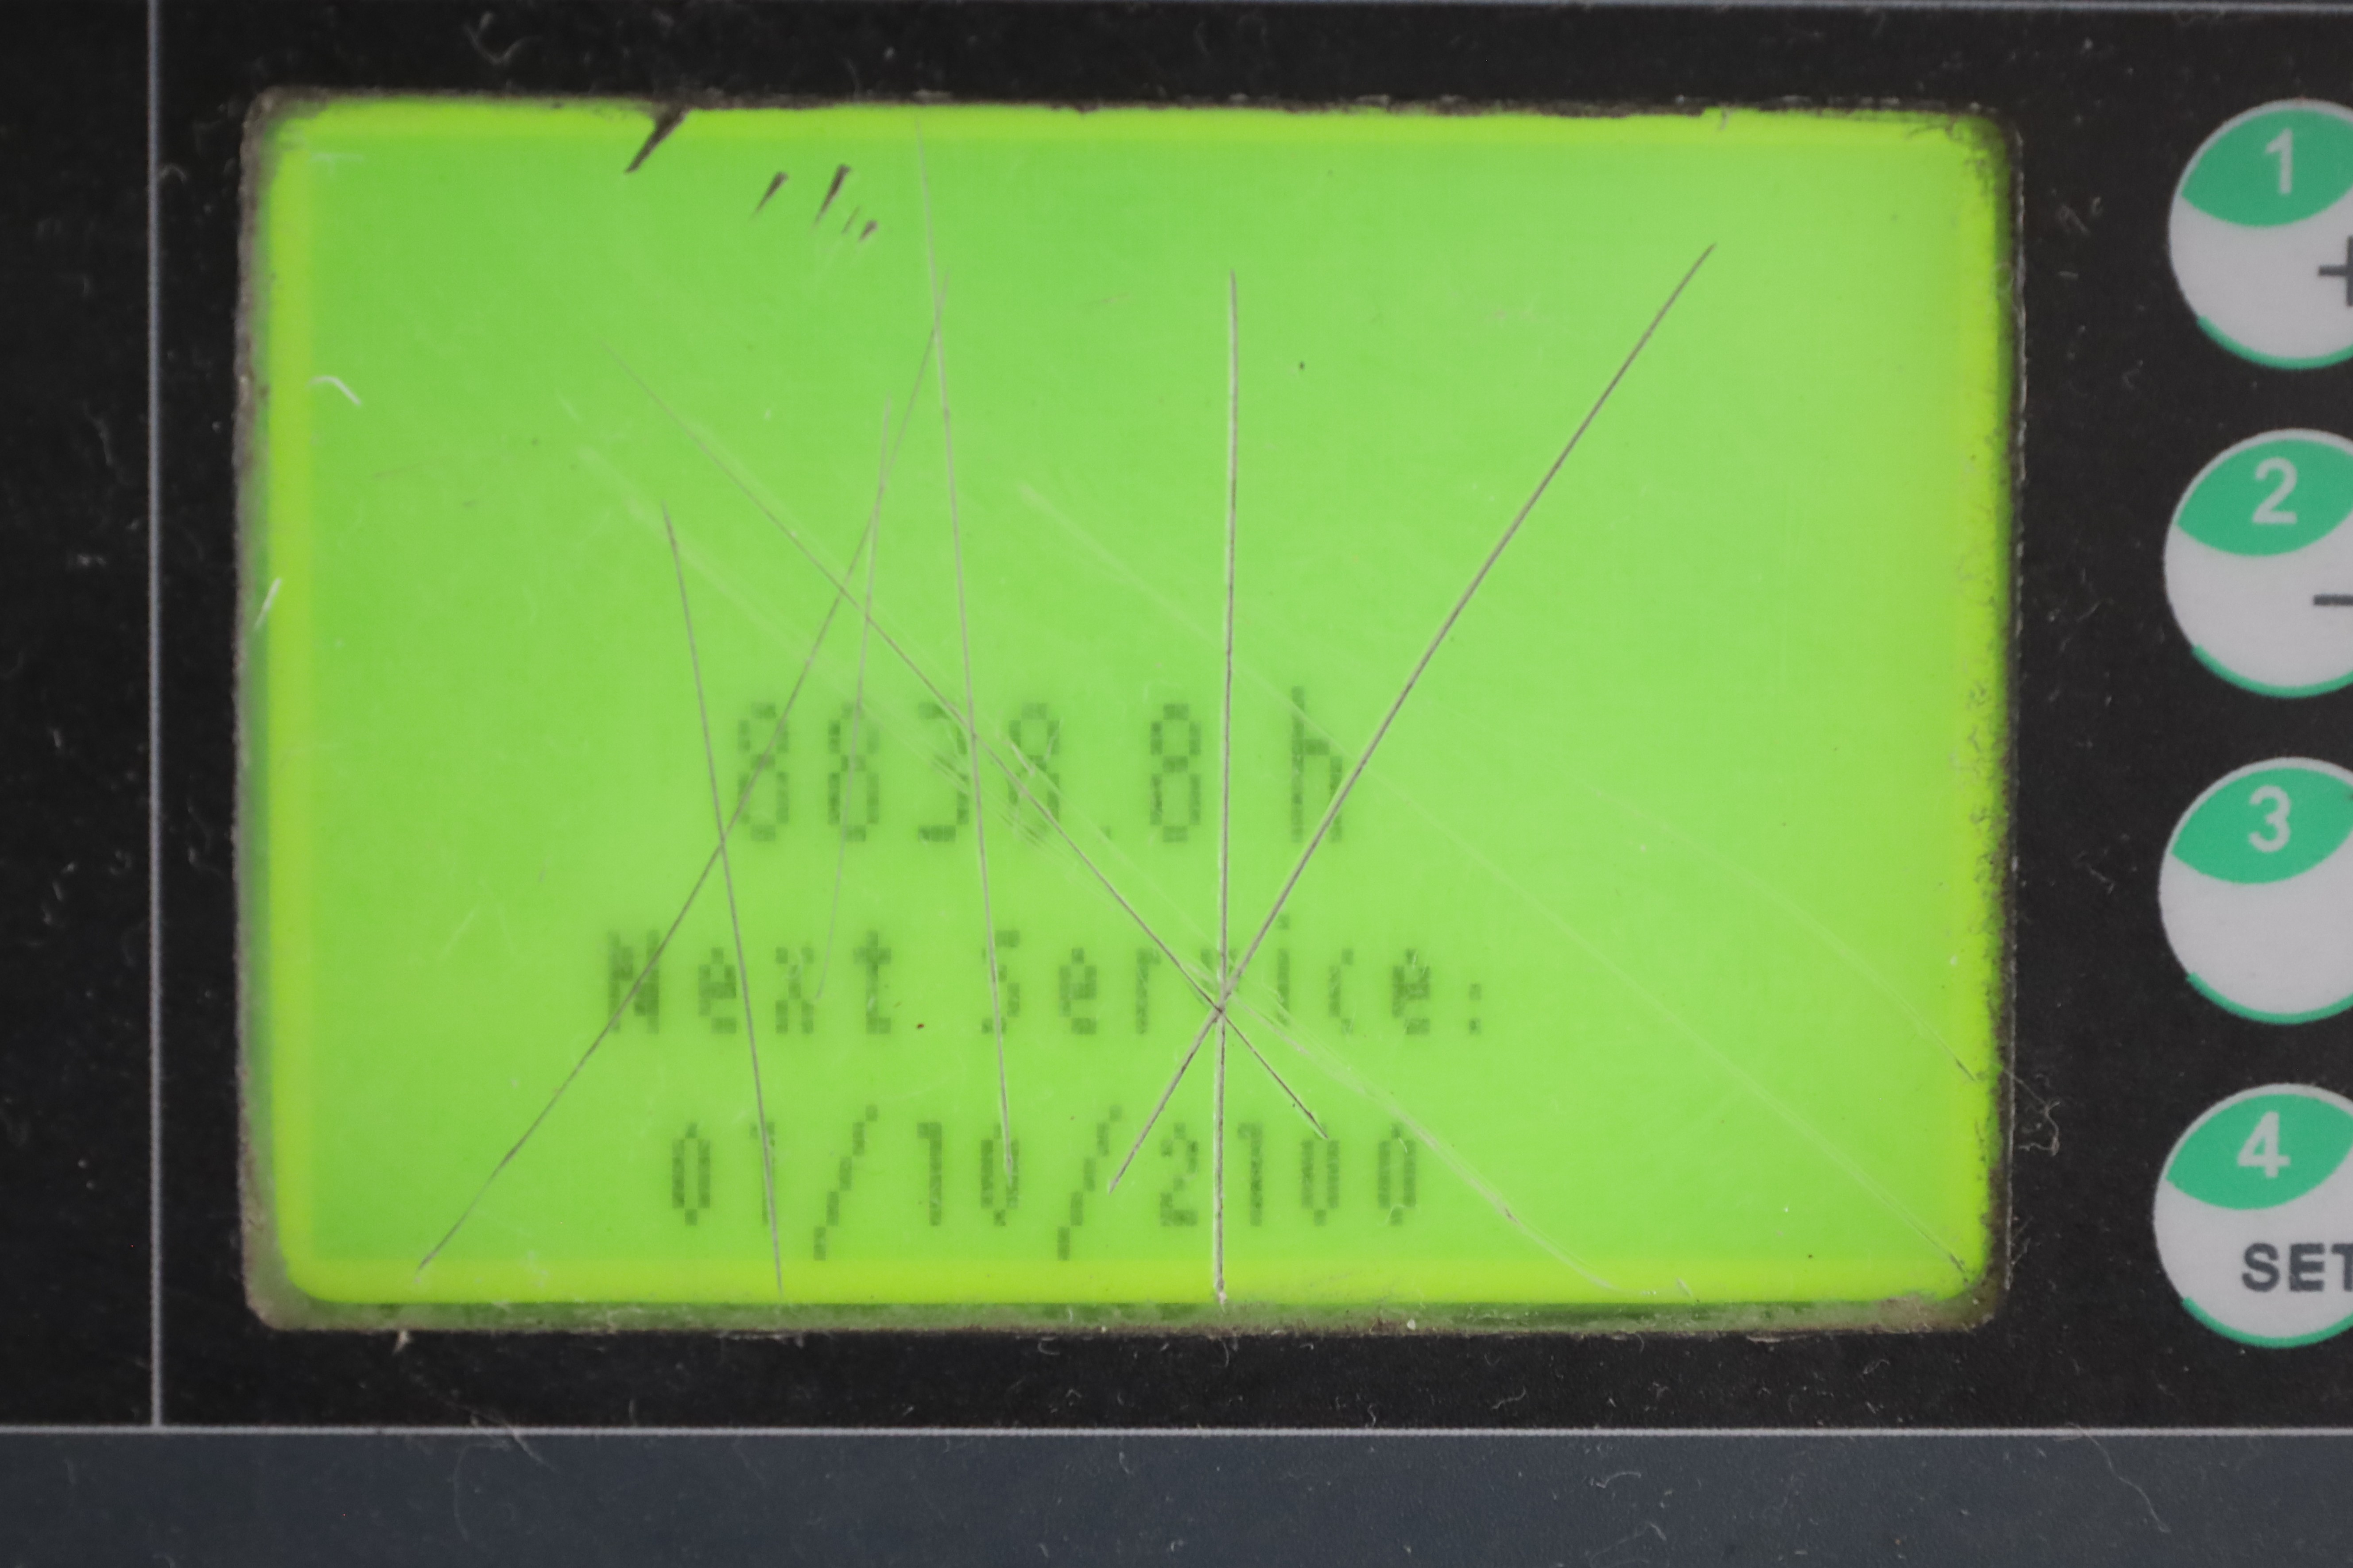 8838.8 h
Next Service:
01/10/2100
1
+
2
-
3
4
SET